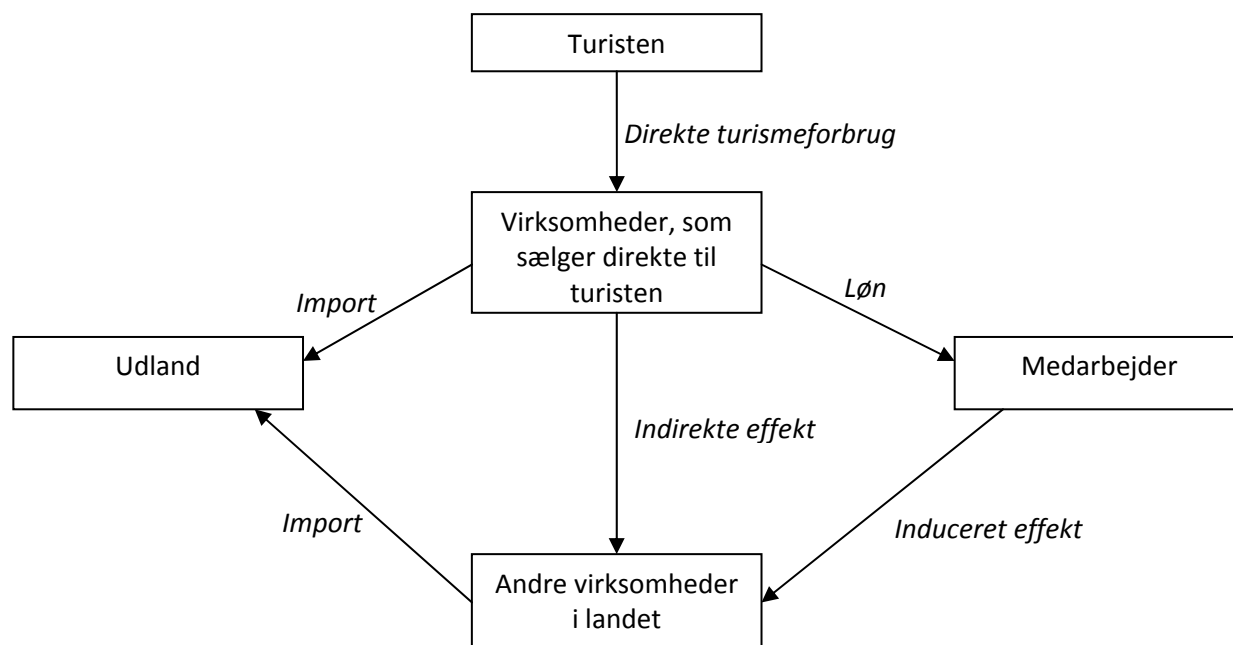 Turisten
Direkte turismeforbrug
Virksomheder, som
sælger direkte til
turisten
Import
Løn
Udland
Medarbejder
Indirekte effekt
Import
Induceret effekt
Andre virksomheder
i landet